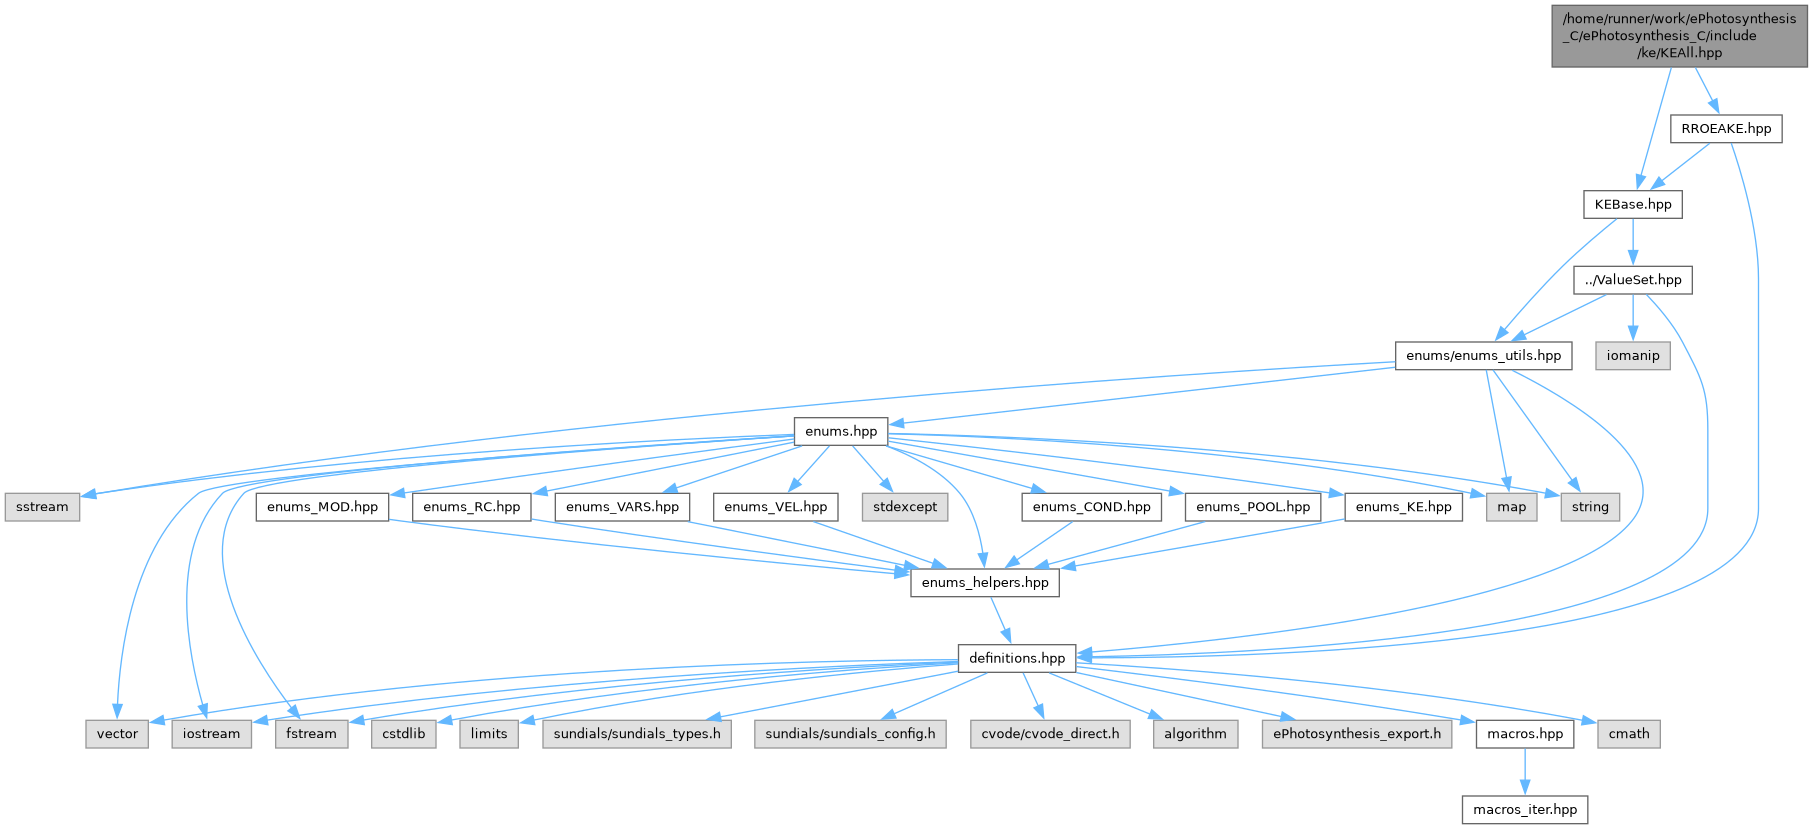 /home/runner/work/ePhotosynthesis
_C/ePhotosynthesis_C/include
/ke/KEAll.hpp
RROEAKE.hpp
KEBase.hpp
../ValueSet.hpp
enums/enums_utils.hpp
iomanip
enums.hpp
sstream
enums_MOD.hpp
enums_RC.hpp
enums_VARS.hpp
enums_VEL.hpp
stdexcept
enums_COND.hpp
enums_POOL.hpp
enums_KE.hpp
map
string
enums_helpers.hpp
definitions.hpp
vector
iostream
fstream
cstdlib
limits
sundials/sundials_types.h
sundials/sundials_config.h
cvode/cvode_direct.h
algorithm
ePhotosynthesis_export.h
macros.hpp
cmath
macros_iter.hpp